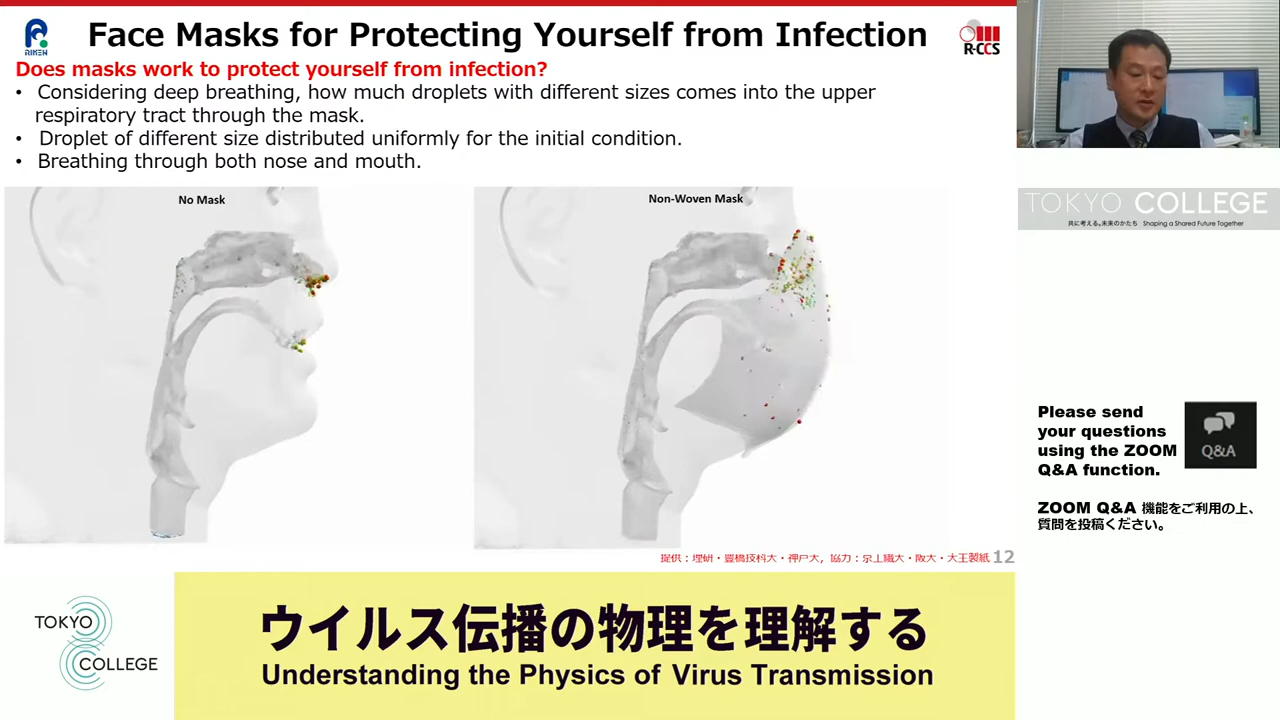 Face Masks for Protecting Yourself from Infection
RIKEN
R-CCS
Does masks work to protect yourself from infection?
• Considering deep breathing, how much droplets with different sizes comes into the upper
respiratory tract through the mask.
• Droplet of different size distributed uniformly for the initial condition.
• Breathing through both nose and mouth.
No Mask
Non-Woven Mask
提供：理研・豊橋技科大・神戸大，協力：京工繊大・阪大・大王製紙 12
TOKYO COLLEGE
共に考える。未来のかたち Shaping a Shared Future Together
Please send
your questions
using the ZOOM
Q&A function.
Q&A
ZOOM Q&A 機能をご利用の上、
質問を投稿ください。
TOKYO
COLLEGE
ウイルス伝播の物理を理解する
Understanding the Physics of Virus Transmission